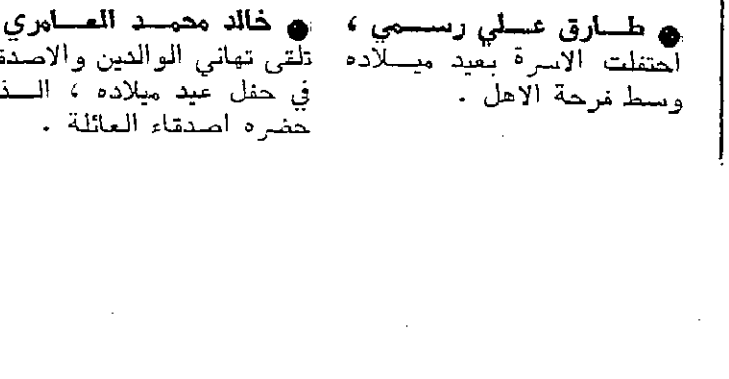 ● طارق علي رسمي ،
احتفلت الاسرة بعيد ميلاده
وسط فرحة الاهل .
● خالد محمد العامري
تلقى تهاني الوالدين والاصدق
في حفل عيد ميلاده ، الذ
حضره اصدقاء العائلة .